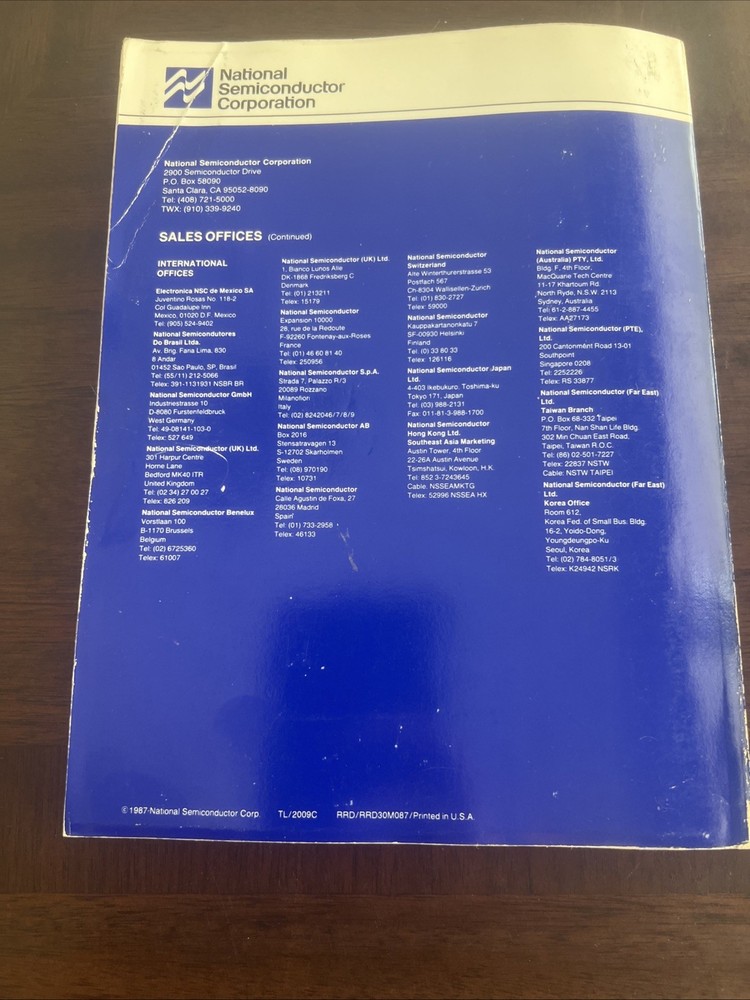 National
Semiconductor
Corporation
National Semiconductor Corporation
2900 Semiconductor Drive
P.O. Box 58090
Santa Clara, CA 95052-8090
Tel: (408) 721-5000
TWX: (910) 339-9240
SALES OFFICES (Continued)
INTERNATIONAL
OFFICES
Electronica NSC de Mexico SA
Juventino Rosas No. 118-2
Col Guadalupe Inn
Mexico, 01020 D.F. Mexico
Tel: (905) 524-9402
National Semicondutores
Do Brasil Ltda.
Av. Brig. Faria Lima, 830
8 Andar
01452 Sao Paulo, SP, Brasil
Tel: (55/11) 212-5066
Telex: 391-1131931 NSBR BR
National Semiconductor GmbH
Industriestrasse 10
D-8080 Furstenfeldbruck
West Germany
Tel: 49-08141-103-0
Telex: 527 649
National Semiconductor (UK) Ltd.
301 Harpur Centre
Horne Lane
Bedford MK40 ITR
United Kingdom
Tel: (02 34) 27 00 27
Telex: 826 209
National Semiconductor Benelux
Vorstlaan 100
B-1170 Brussels
Belgium
Tel: (02) 6725360
Telex: 61007
National Semiconductor (UK) Ltd.
1, Bianco Lunos Alle
DK-1868 Fredriksberg C
Denmark
Tel: (01) 213211
Telex: 15179
National Semiconductor
Expansion 10000
28, rue de la Redoute
F-92260 Fontenay-aux-Roses
France
Tel: (01) 46 60 81 40
Telex: 250956
National Semiconductor S.p.A.
Strada 7, Palazzo R/3
20089 Rozzano
Milanofiori
Italy
Tel: (02) 8242046/7/8/9
National Semiconductor AB
Box 2016
Stensatravagen 13
S-12702 Skarholmen
Sweden
Tel: (08) 970190
Telex: 10731
National Semiconductor
Calle Agustin de Foxa, 27
28036 Madrid
Spain
Tel: (01) 733-2958
Telex: 46133
National Semiconductor
Switzerland
Alte Winterthurerstrasse 53
Postfach 567
Ch-8304 Wallisellen-Zurich
Tel: (01) 830-2727
Telex: 59000
National Semiconductor
Kauppakartanonkatu 7
SF-00930 Helsinki
Finland
Tel: (0) 33 80 33
Telex: 126116
National Semiconductor Japan
Ltd.
4-403 Ikebukuro, Toshima-ku
Tokyo 171, Japan
Tel: (03) 988-2131
Fax: 011-81-3-988-1700
National Semiconductor
Hong Kong Ltd.
Southeast Asia Marketing
Austin Tower, 4th Floor
22-26A Austin Avenue
Tsimshatsui, Kowloon, H.K.
Tel: 852 3-7243645
Cable: NSSEAMKTG
Telex: 52996 NSSEA HX
National Semiconductor
(Australia) PTY, Ltd.
Bldg. F, 4th Floor,
MacQuarie Tech Centre
11-17 Khartoum Rd.
North Ryde, N.S.W. 2113
Sydney, Australia
Tel: 61-2-887-4455
Telex: AA27173
National Semiconductor (PTE),
Ltd.
200 Cantonment Road 13-01
Southpoint
Singapore 0208
Tel: 2252226
Telex: RS 33877
National Semiconductor (Far East)
Ltd.
Taiwan Branch
P.O. Box 68-332 Taipei
7th Floor, Nan Shan Life Bldg.
302 Min Chuan East Road,
Taipei, Taiwan R.O.C.
Tel: (86) 02-501-7227
Telex: 22837 NSTW
Cable: NSTW TAIPEI
National Semiconductor (Far East)
Ltd.
Korea Office
Room 612,
Korea Fed. of Small Bus. Bldg.
16-2, Yoido-Dong,
Youngdeungpo-Ku
Seoul, Korea
Tel: (02) 784-8051/3
Telex: K24942 NSRK
©1987 National Semiconductor Corp. TL/2009C RRD/RRD30M087/Printed in U.S.A.